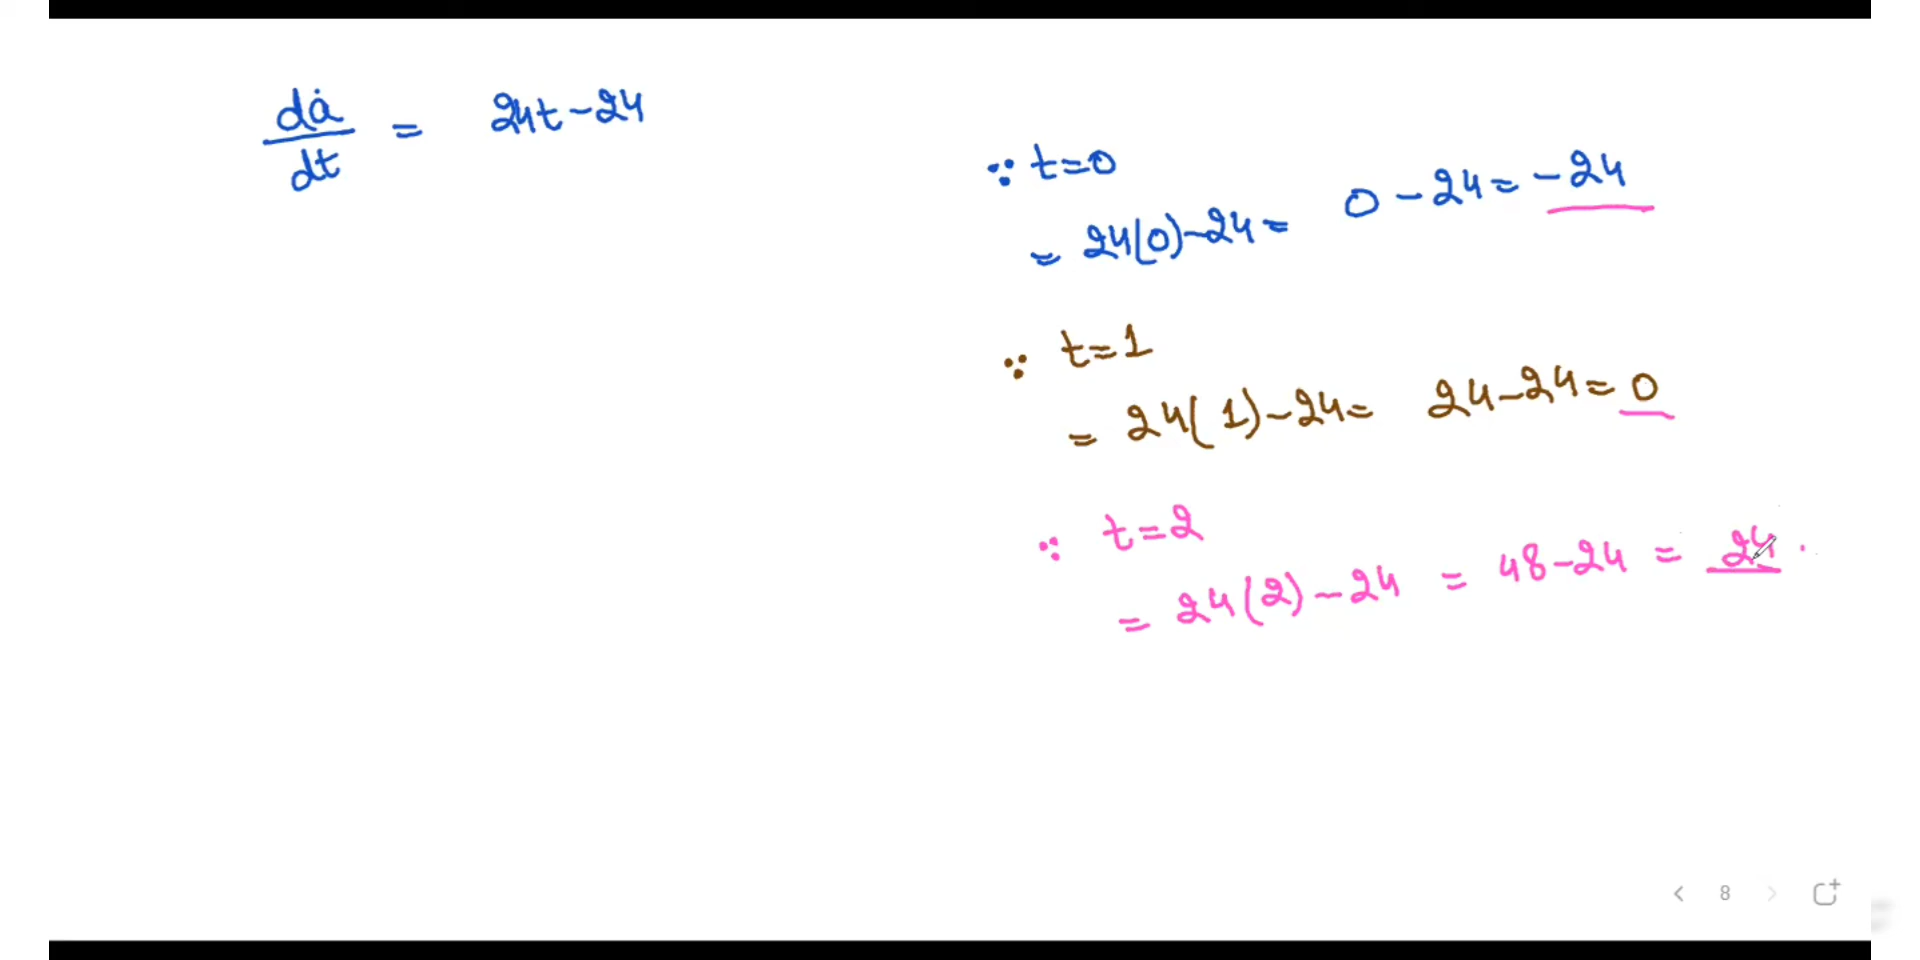 dȧ/dt = 24t-24
∵ t=0
= 24(0)-24= 0-24= -24
∵ t=1
= 24(1)-24= 24-24= 0
∵ t=2
= 24(2)-24 = 48-24 = 24.
8